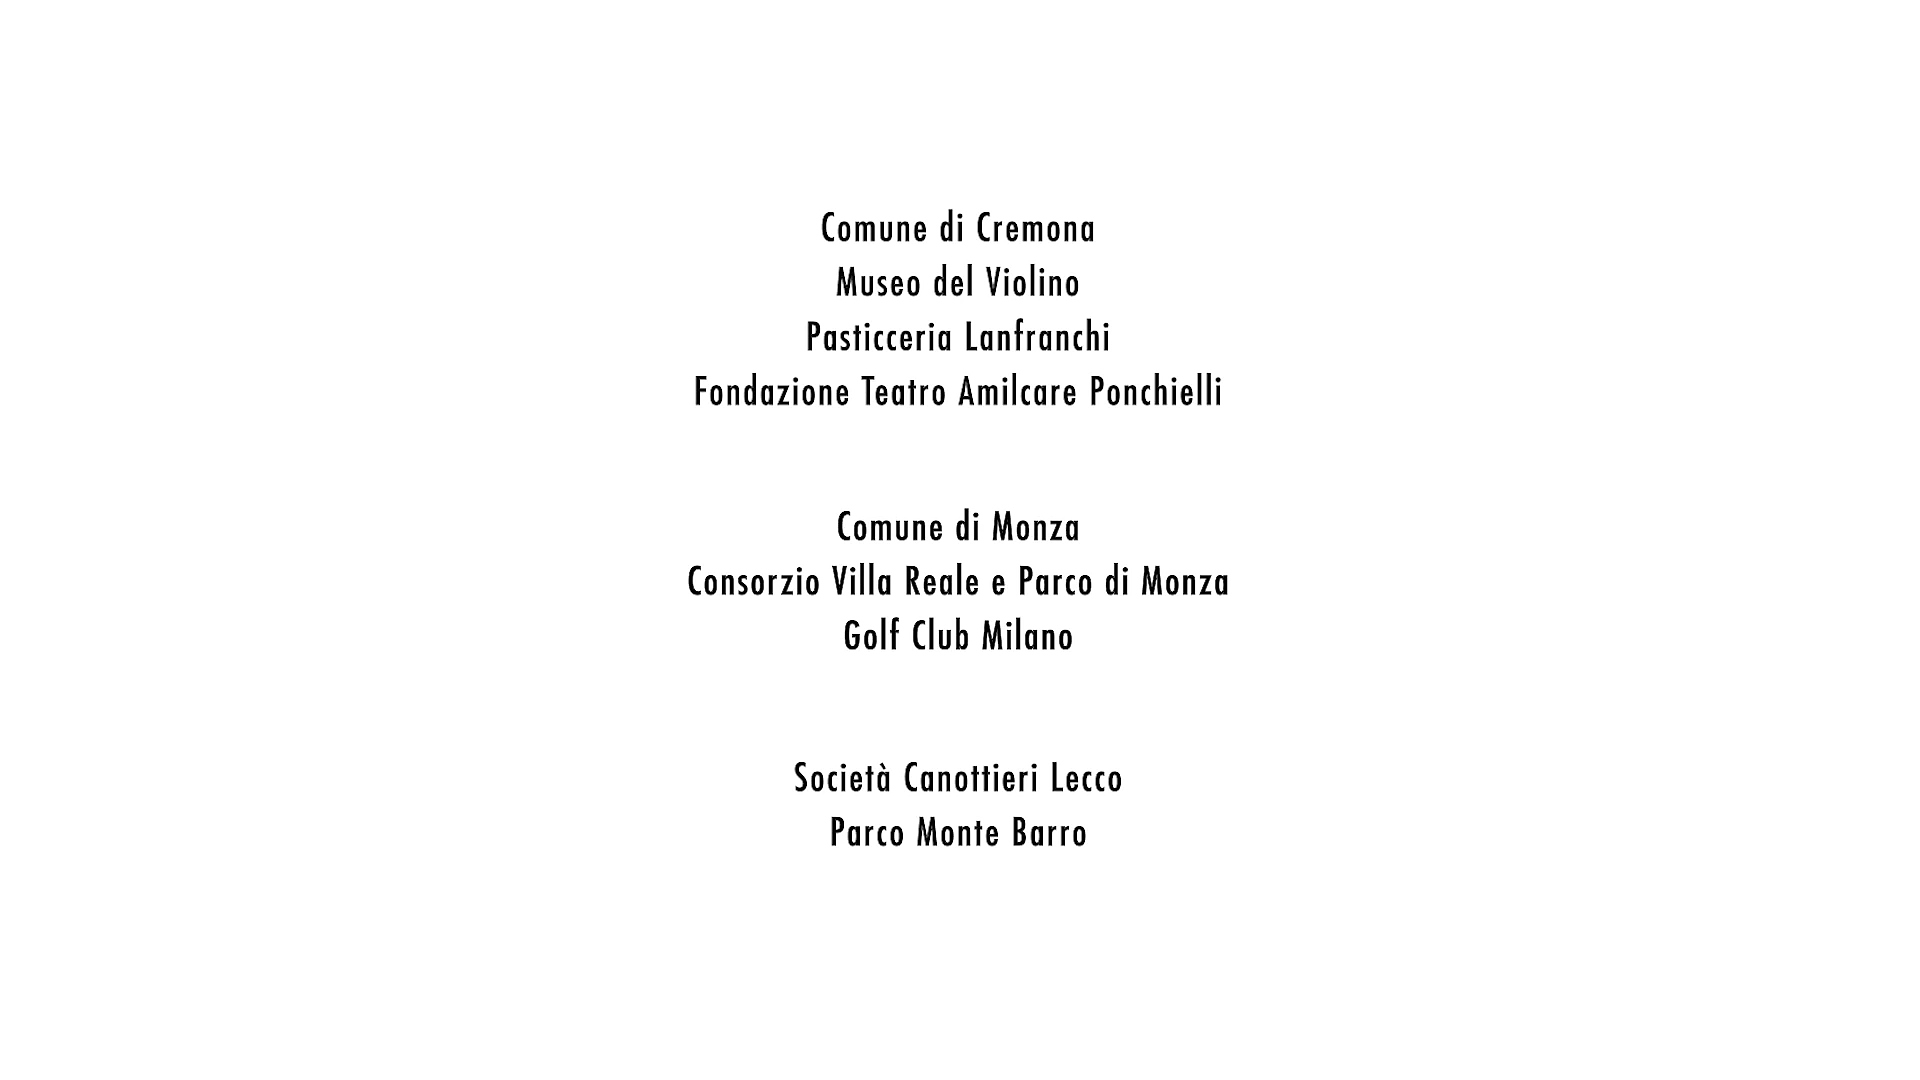 Comune di Cremona
Museo del Violino
Pasticceria Lanfranchi
Fondazione Teatro Amilcare Ponchielli
Comune di Monza
Consorzio Villa Reale e Parco di Monza
Golf Club Milano
Società Canottieri Lecco
Parco Monte Barro